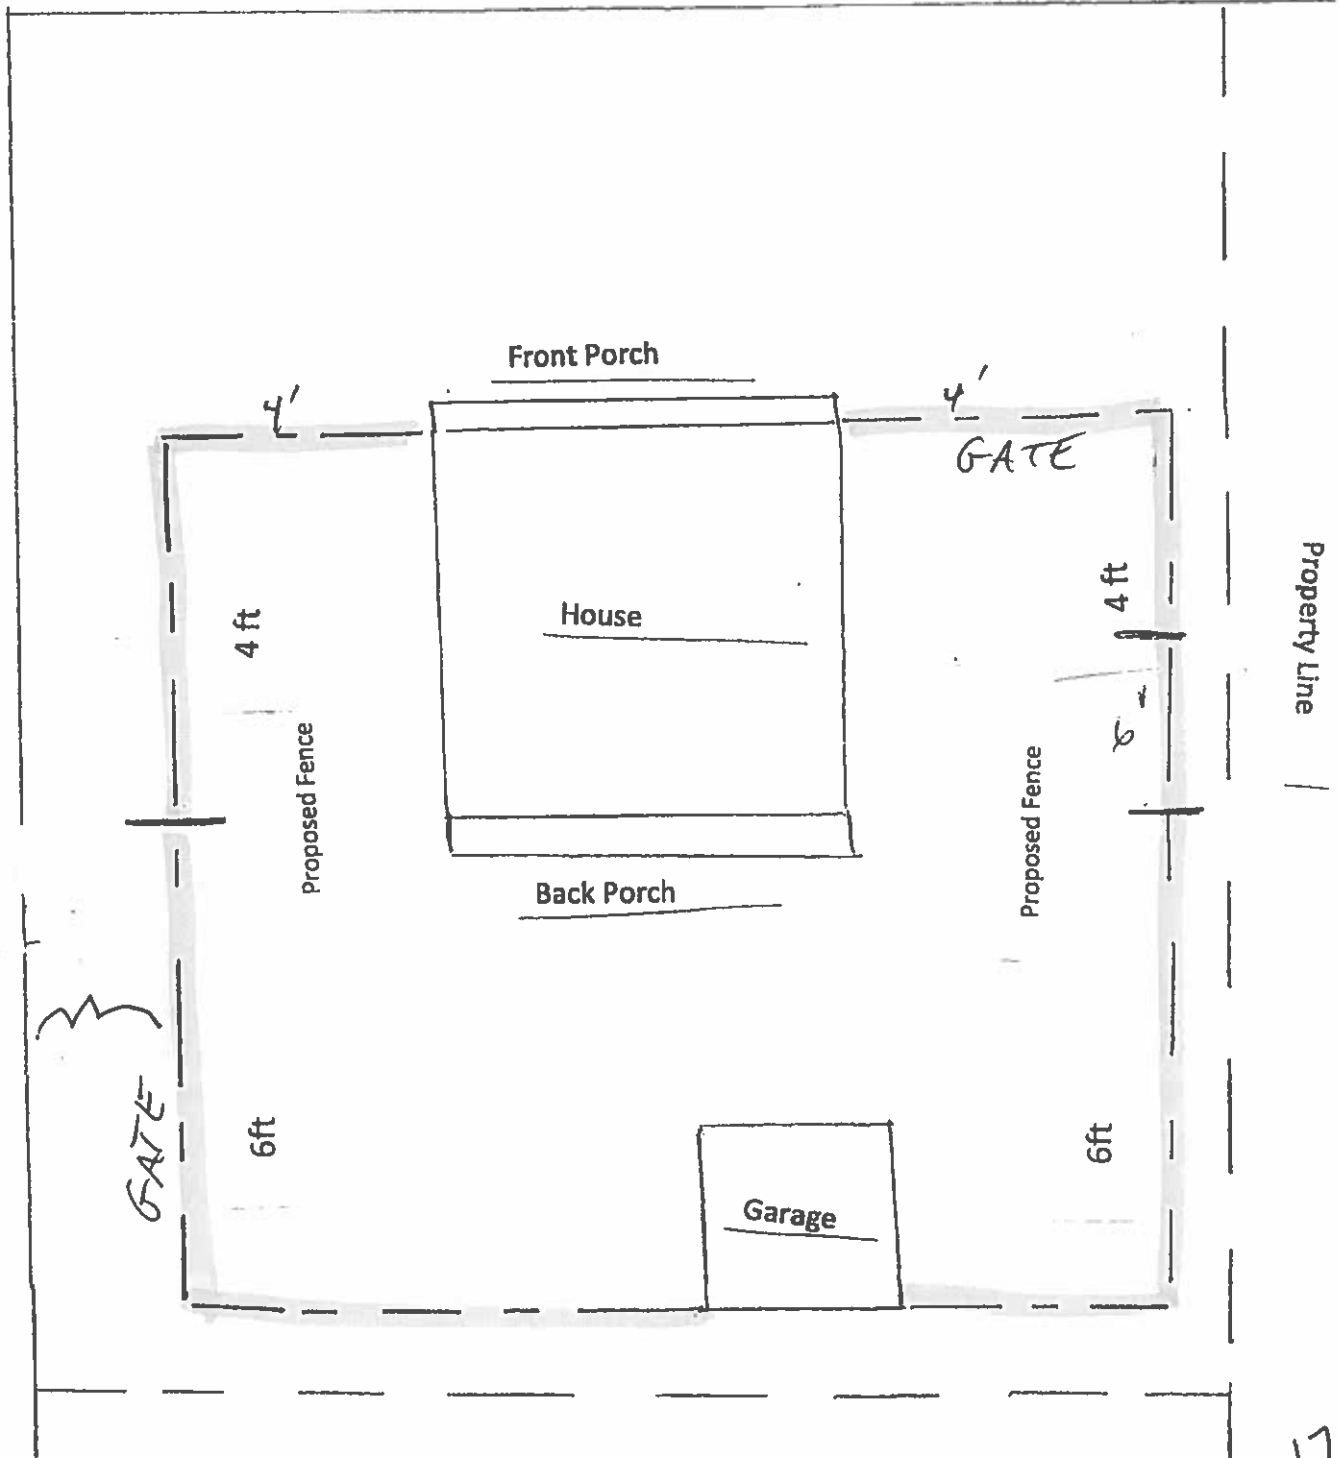 Front Porch
4'
4'
GATE
House
4 ft
4 ft
Property Line
6'
Proposed Fence
Proposed Fence
Back Porch
GATE
6ft
6ft
Garage